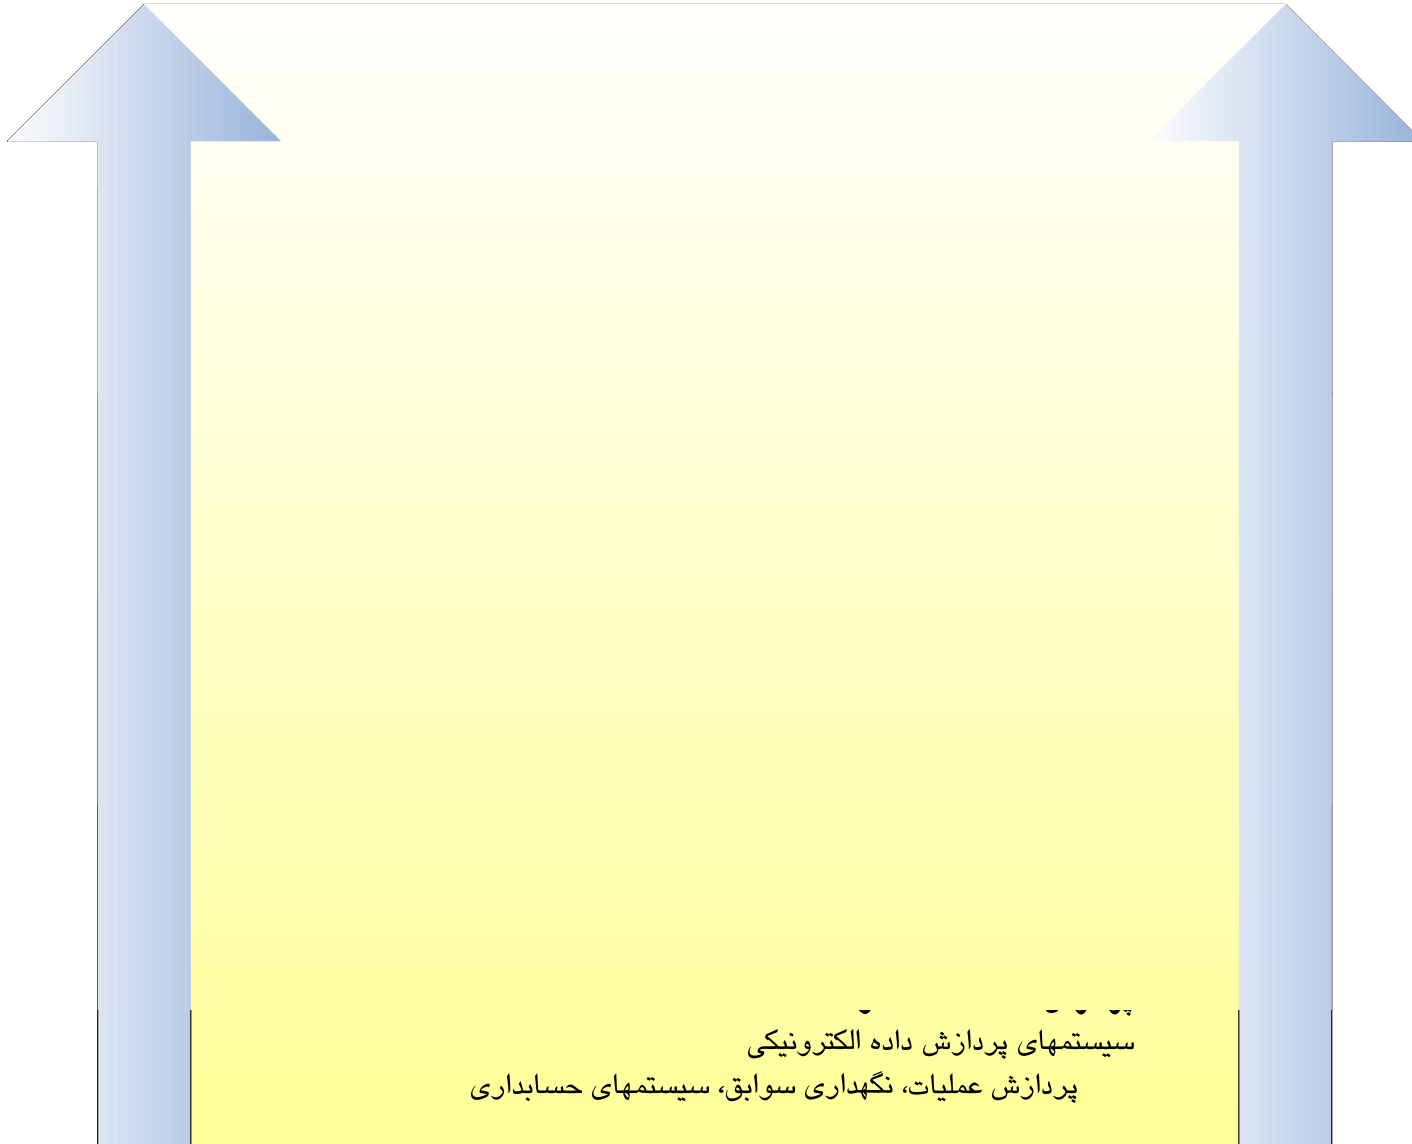 سیستمهای پردازش داده الکترونیکی
پردازش عملیات، نگهداری سوابق، سیستمهای حسابداری